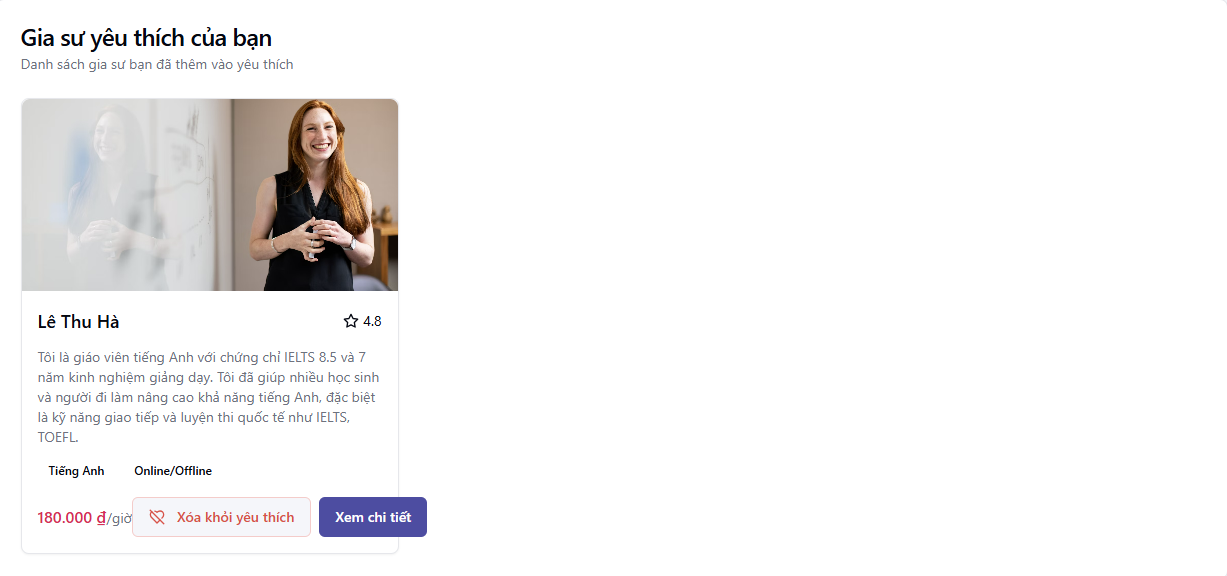 Gia sư yêu thích của bạn
Danh sách gia sư bạn đã thêm vào yêu thích
Lê Thu Hà 4.8
Tôi là giáo viên tiếng Anh với chứng chỉ IELTS 8.5 và 7
năm kinh nghiệm giảng dạy. Tôi đã giúp nhiều học sinh
và người đi làm nâng cao khả năng tiếng Anh, đặc biệt
là kỹ năng giao tiếp và luyện thi quốc tế như IELTS,
TOEFL.
Tiếng Anh Online/Offline
180.000 ₫/giờ Xóa khỏi yêu thích Xem chi tiết